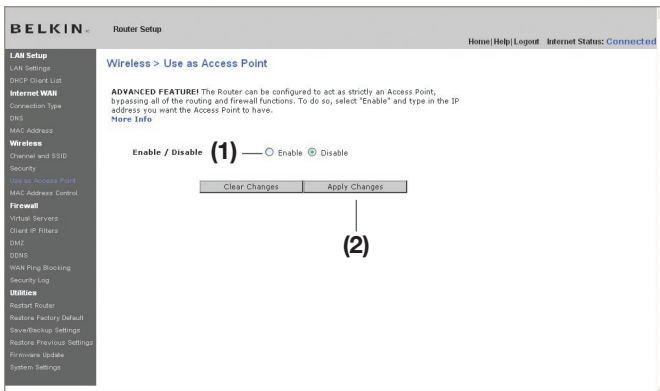 BELKIN
Router Setup
Home|Help|Logout Internet Status: Connected
LAN Setup
LAN Settings
DHCP Client List
Internet WAN
Connection Type
DNS
MAC Address
Wireless
Channel and SSID
Security
Use as Access Point
MAC Address Control
Firewall
Virtual Servers
Client IP Filters
DMZ
DDNS
WAN Ping Blocking
Security Log
Utilities
Restart Router
Restore Factory Default
Save/Backup Settings
Restore Previous Settings
Firmware Update
System Settings
Wireless > Use as Access Point
ADVANCED FEATURE! The Router can be configured to act as strictly an Access Point,
bypassing all of the routing and firewall functions. To do so, select "Enable" and type in the IP
address you want the Access Point to have.
More Info
Enable / Disable (1) Enable Disable
Clear Changes Apply Changes
(2)